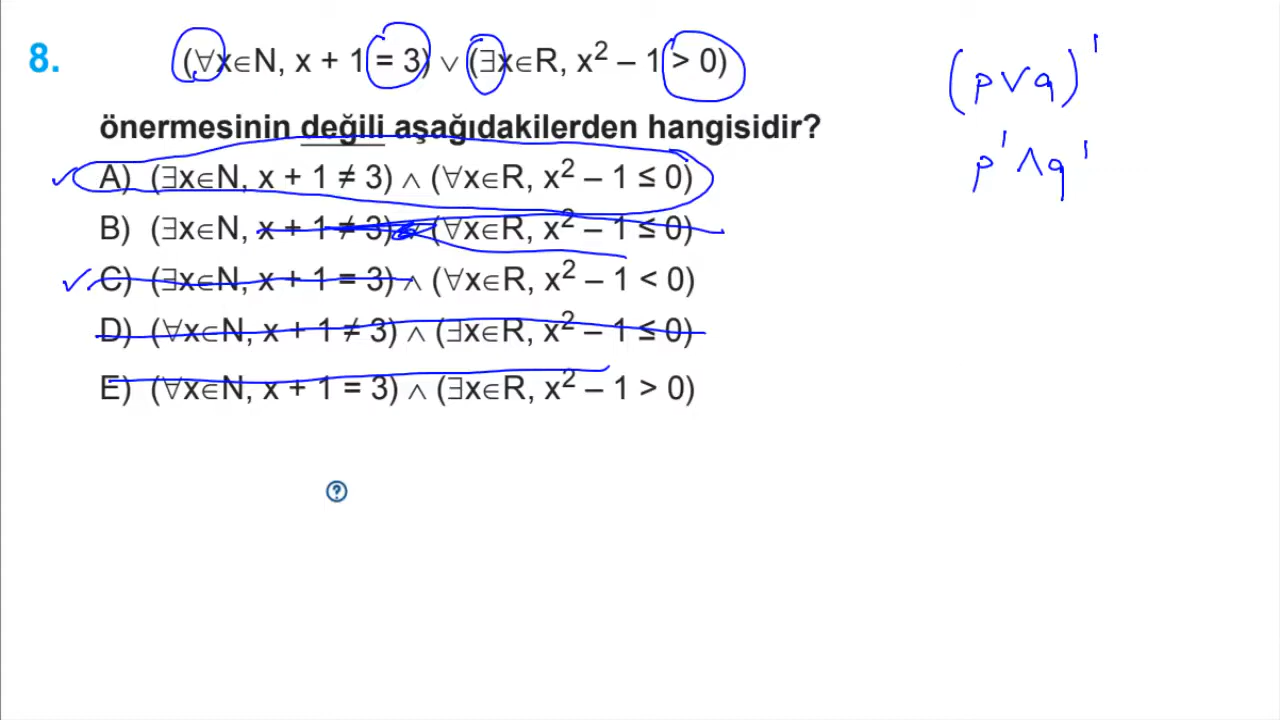 8. (∀x∈N, x + 1 = 3) ∨ (∃x∈R, x² – 1 > 0)
önermesinin değili aşağıdakilerden hangisidir?
A) (∃x∈N, x + 1 ≠ 3) ∧ (∀x∈R, x² – 1 ≤ 0)
B) (∃x∈N, x + 1 ≠ 3) ∨ (∀x∈R, x² – 1 ≤ 0)
C) (∃x∈N, x + 1 = 3) ∧ (∀x∈R, x² – 1 < 0)
D) (∀x∈N, x + 1 ≠ 3) ∧ (∃x∈R, x² – 1 ≤ 0)
E) (∀x∈N, x + 1 = 3) ∧ (∃x∈R, x² – 1 > 0)
(p∨q)'
p'∧q'
?